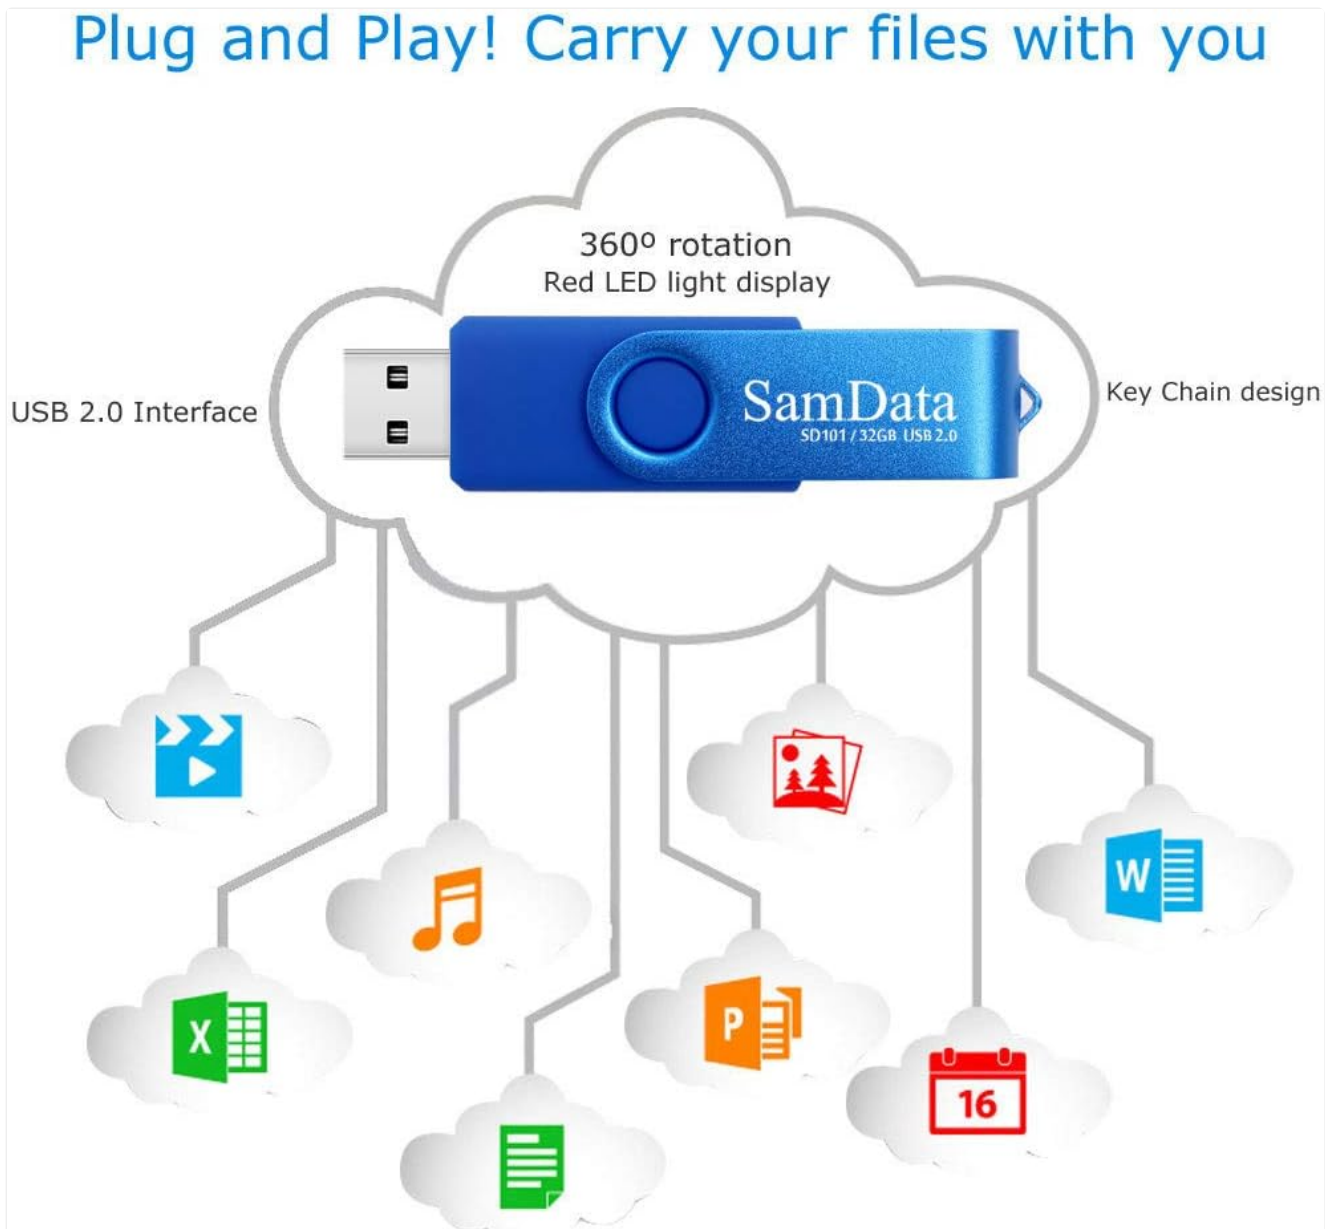 Plug and Play! Carry your files with you
360º rotation
Red LED light display
USB 2.0 Interface
SamData
SD101 / 32GB USB 2.0
Key Chain design
W
X
P
16